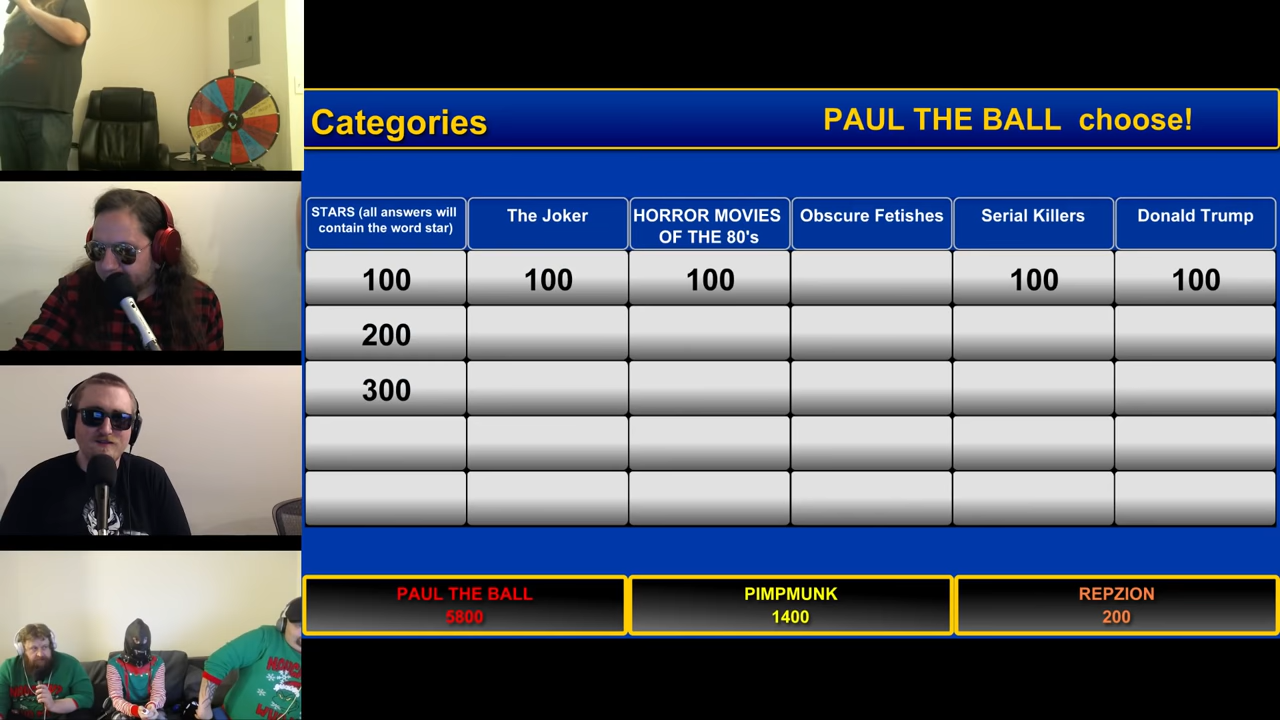 Categories
PAUL THE BALL choose!
STARS (all answers will
contain the word star)
The Joker
HORROR MOVIES
OF THE 80's
Obscure Fetishes
Serial Killers
Donald Trump
100
100
100
100
100
200
300
PAUL THE BALL
5800
PIMPMUNK
1400
REPZION
200